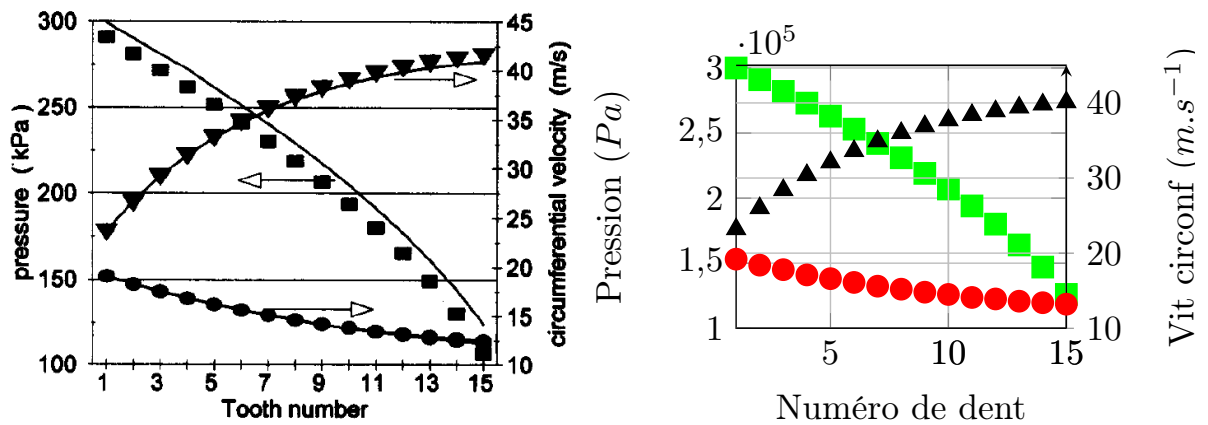 pressure (kPa)
300
250
200
150
100
1 3 5 7 9 11 13 15
Tooth number
45
40
35
30
25
20
15
10
circumferential velocity (m/s)
Pression (Pa)
·10⁵
3
2,5
2
1,5
1
5 10 15
Numéro de dent
40
30
20
10
Vit circonf (m.s⁻¹)